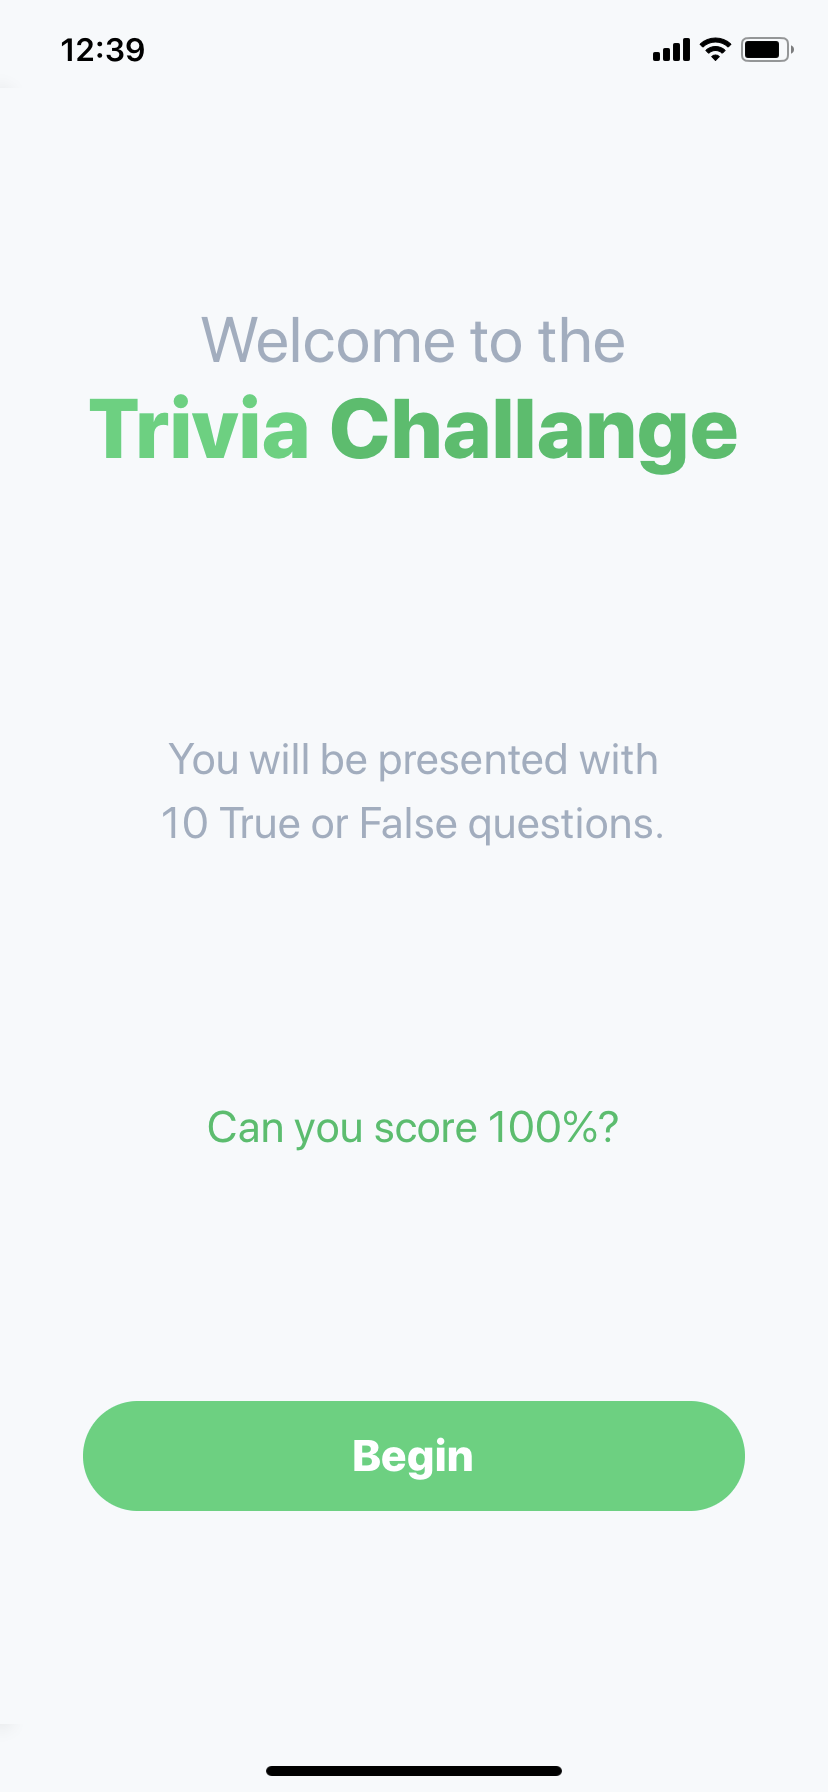 12:39
Welcome to the
Trivia Challange
You will be presented with
10 True or False questions.
Can you score 100%?
Begin